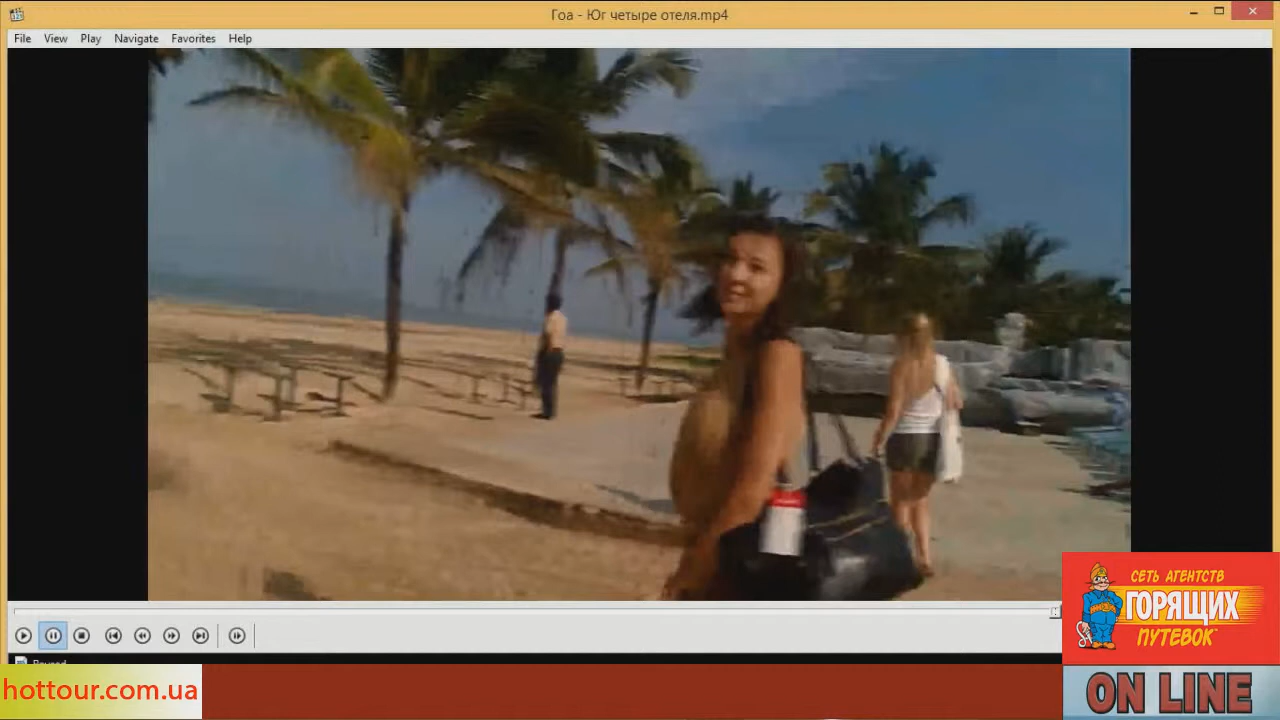 Гоа - Юг четыре отеля.mp4
File View Play Navigate Favorites Help
Paused
hottour.com.ua
СЕТЬ АГЕНТСТВ
ГОРЯЩИХ
ПУТЕВОК
ON LINE